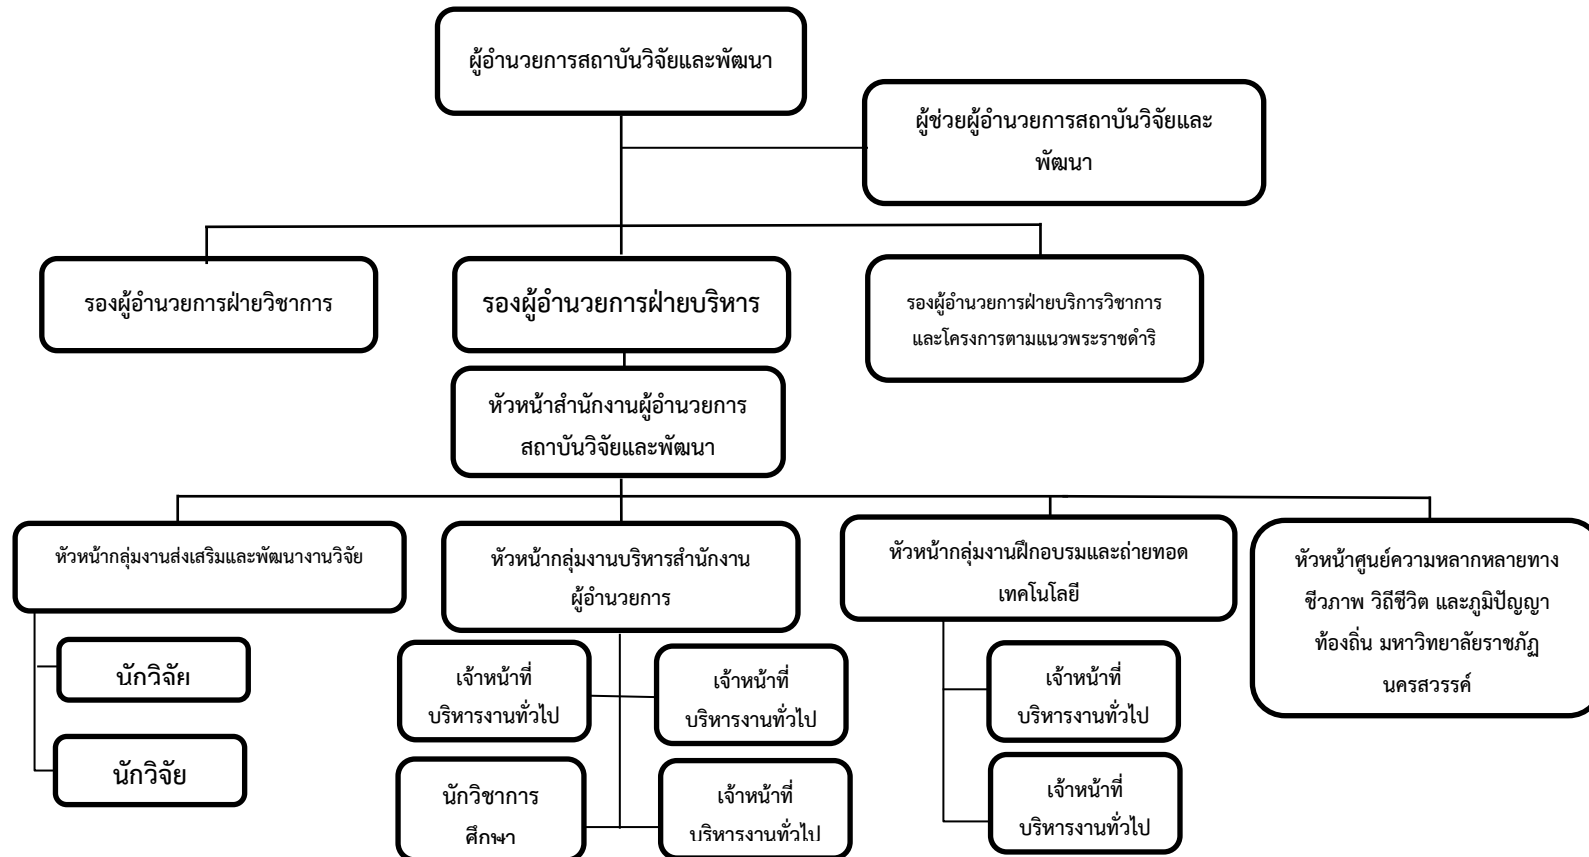 ผู้อำนวยการสถาบันวิจัยและพัฒนา
ผู้ช่วยผู้อำนวยการสถาบันวิจัยและ
พัฒนา
รองผู้อำนวยการฝ่ายวิชาการ
รองผู้อำนวยการฝ่ายบริหาร
รองผู้อำนวยการฝ่ายบริการวิชาการ
และโครงการตามแนวพระราชดำริ
หัวหน้าสำนักงานผู้อำนวยการ
สถาบันวิจัยและพัฒนา
หัวหน้ากลุ่มงานส่งเสริมและพัฒนางานวิจัย
หัวหน้ากลุ่มงานบริหารสำนักงาน
ผู้อำนวยการ
หัวหน้ากลุ่มงานฝึกอบรมและถ่ายทอด
เทคโนโลยี
หัวหน้าศูนย์ความหลากหลายทาง
ชีวภาพ วิถีชีวิต และภูมิปัญญา
ท้องถิ่น มหาวิทยาลัยราชภัฏ
นครสวรรค์
นักวิจัย
นักวิจัย
เจ้าหน้าที่
บริหารงานทั่วไป
เจ้าหน้าที่
บริหารงานทั่วไป
นักวิชาการ
ศึกษา
เจ้าหน้าที่
บริหารงานทั่วไป
เจ้าหน้าที่
บริหารงานทั่วไป
เจ้าหน้าที่
บริหารงานทั่วไป